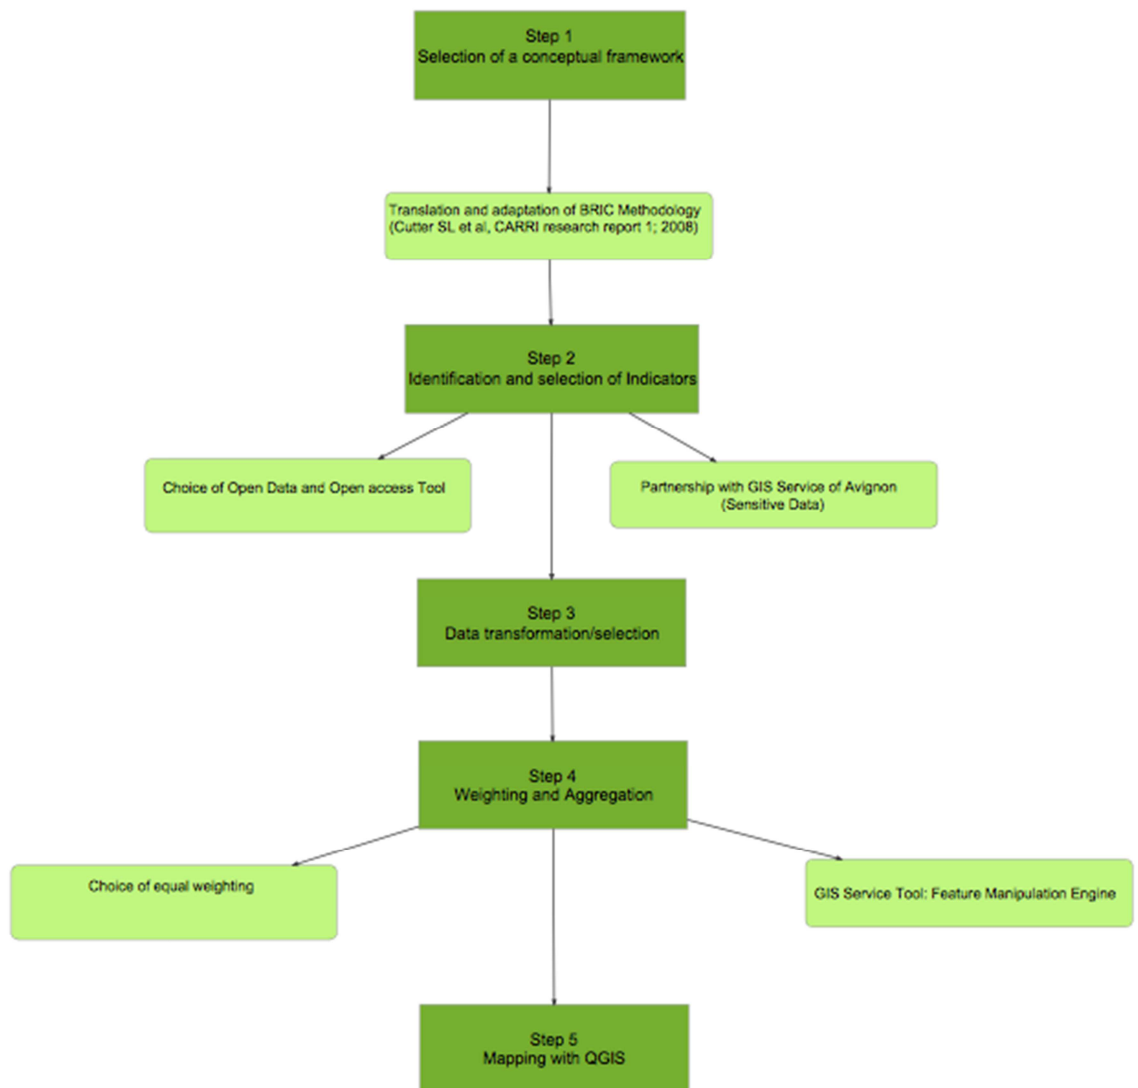 Step 1
Selection of a conceptual framework
Translation and adaptation of BRIC Methodology
(Cutter SL et al, CARRI research report 1; 2008)
Step 2
Identification and selection of Indicators
Choice of Open Data and Open access Tool
Partnership with GIS Service of Avignon
(Sensitive Data)
Step 3
Data transformation/selection
Step 4
Weighting and Aggregation
Choice of equal weighting
GIS Service Tool: Feature Manipulation Engine
Step 5
Mapping with QGIS